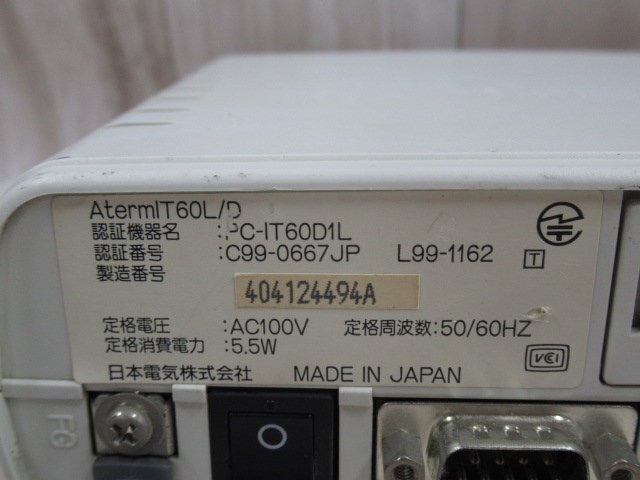 AtermIT60L/D
認証機器名 :PC-IT60D1L
認証番号 :C99-0667JP L99-1162 T
製造番号
404124494A
定格電圧 :AC100V 定格周波数:50/60HZ
定格消費電力 :5.5W
VCI
日本電気株式会社 MADE IN JAPAN
FG